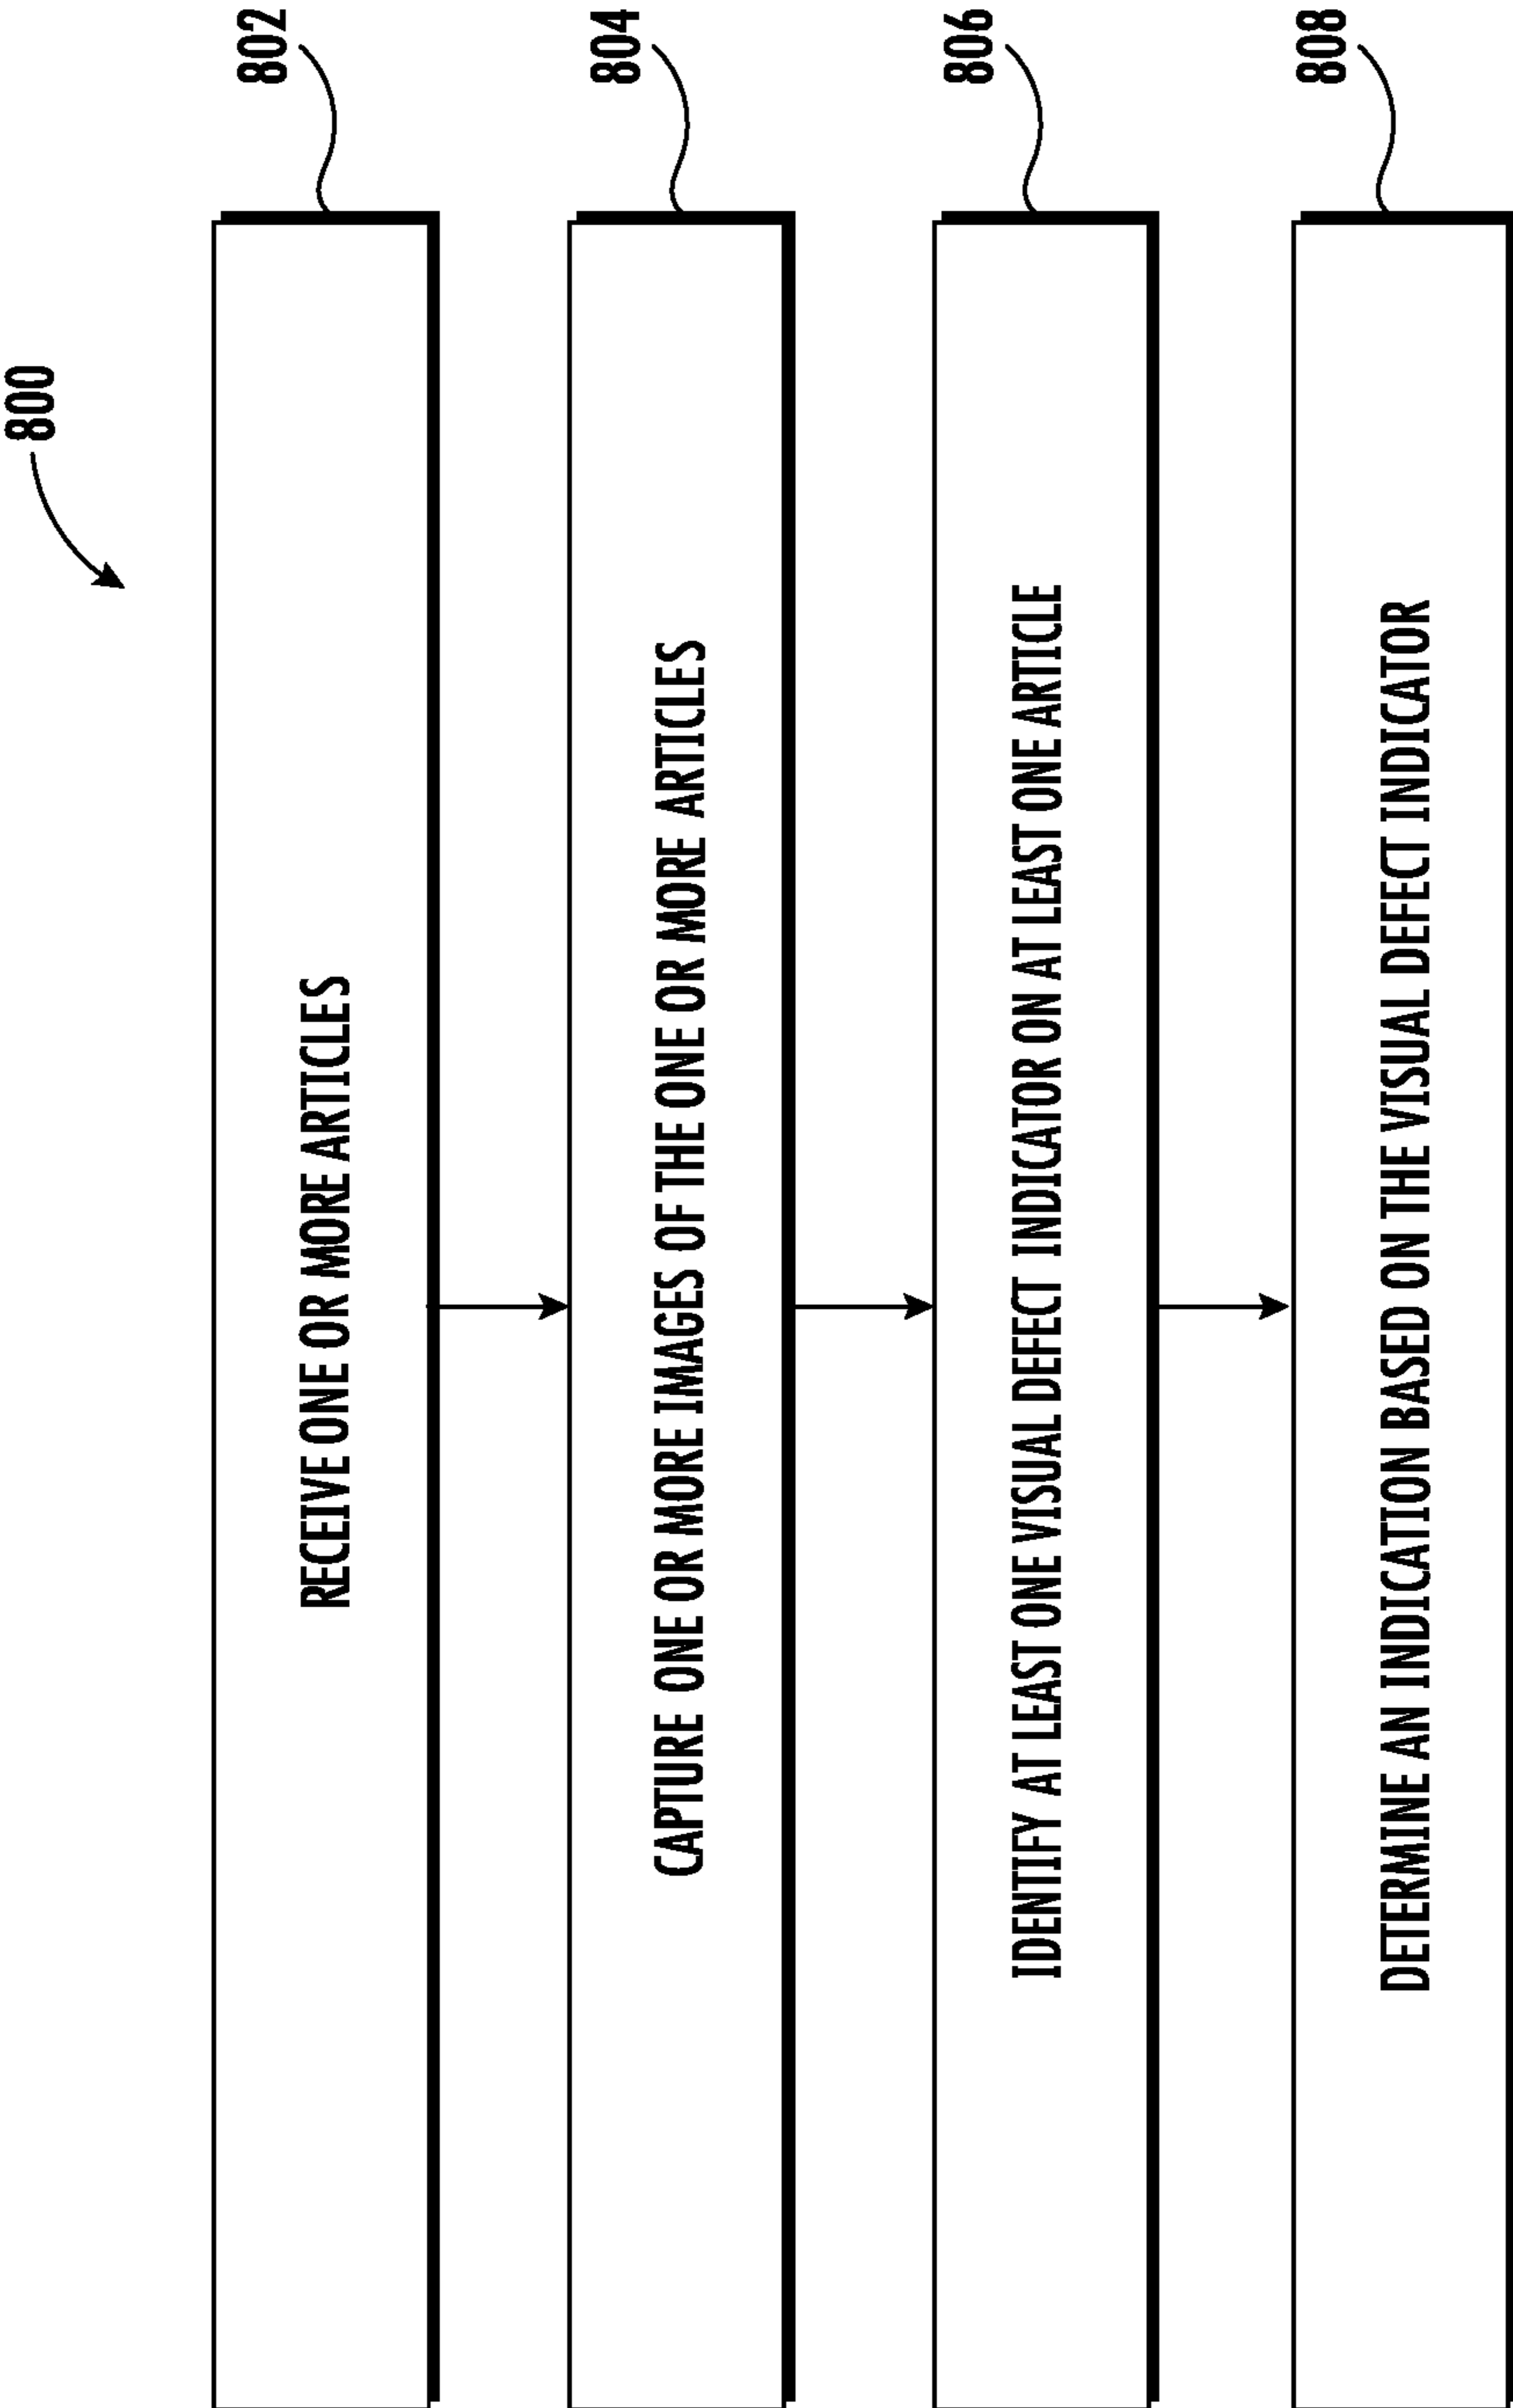 800
802
RECEIVE ONE OR MORE ARTICLES
804
CAPTURE ONE OR MORE IMAGES OF THE ONE OR MORE ARTICLES
806
IDENTIFY AT LEAST ONE VISUAL DEFECT INDICATOR ON AT LEAST ONE ARTICLE
808
DETERMINE AN INDICATION BASED ON THE VISUAL DEFECT INDICATOR